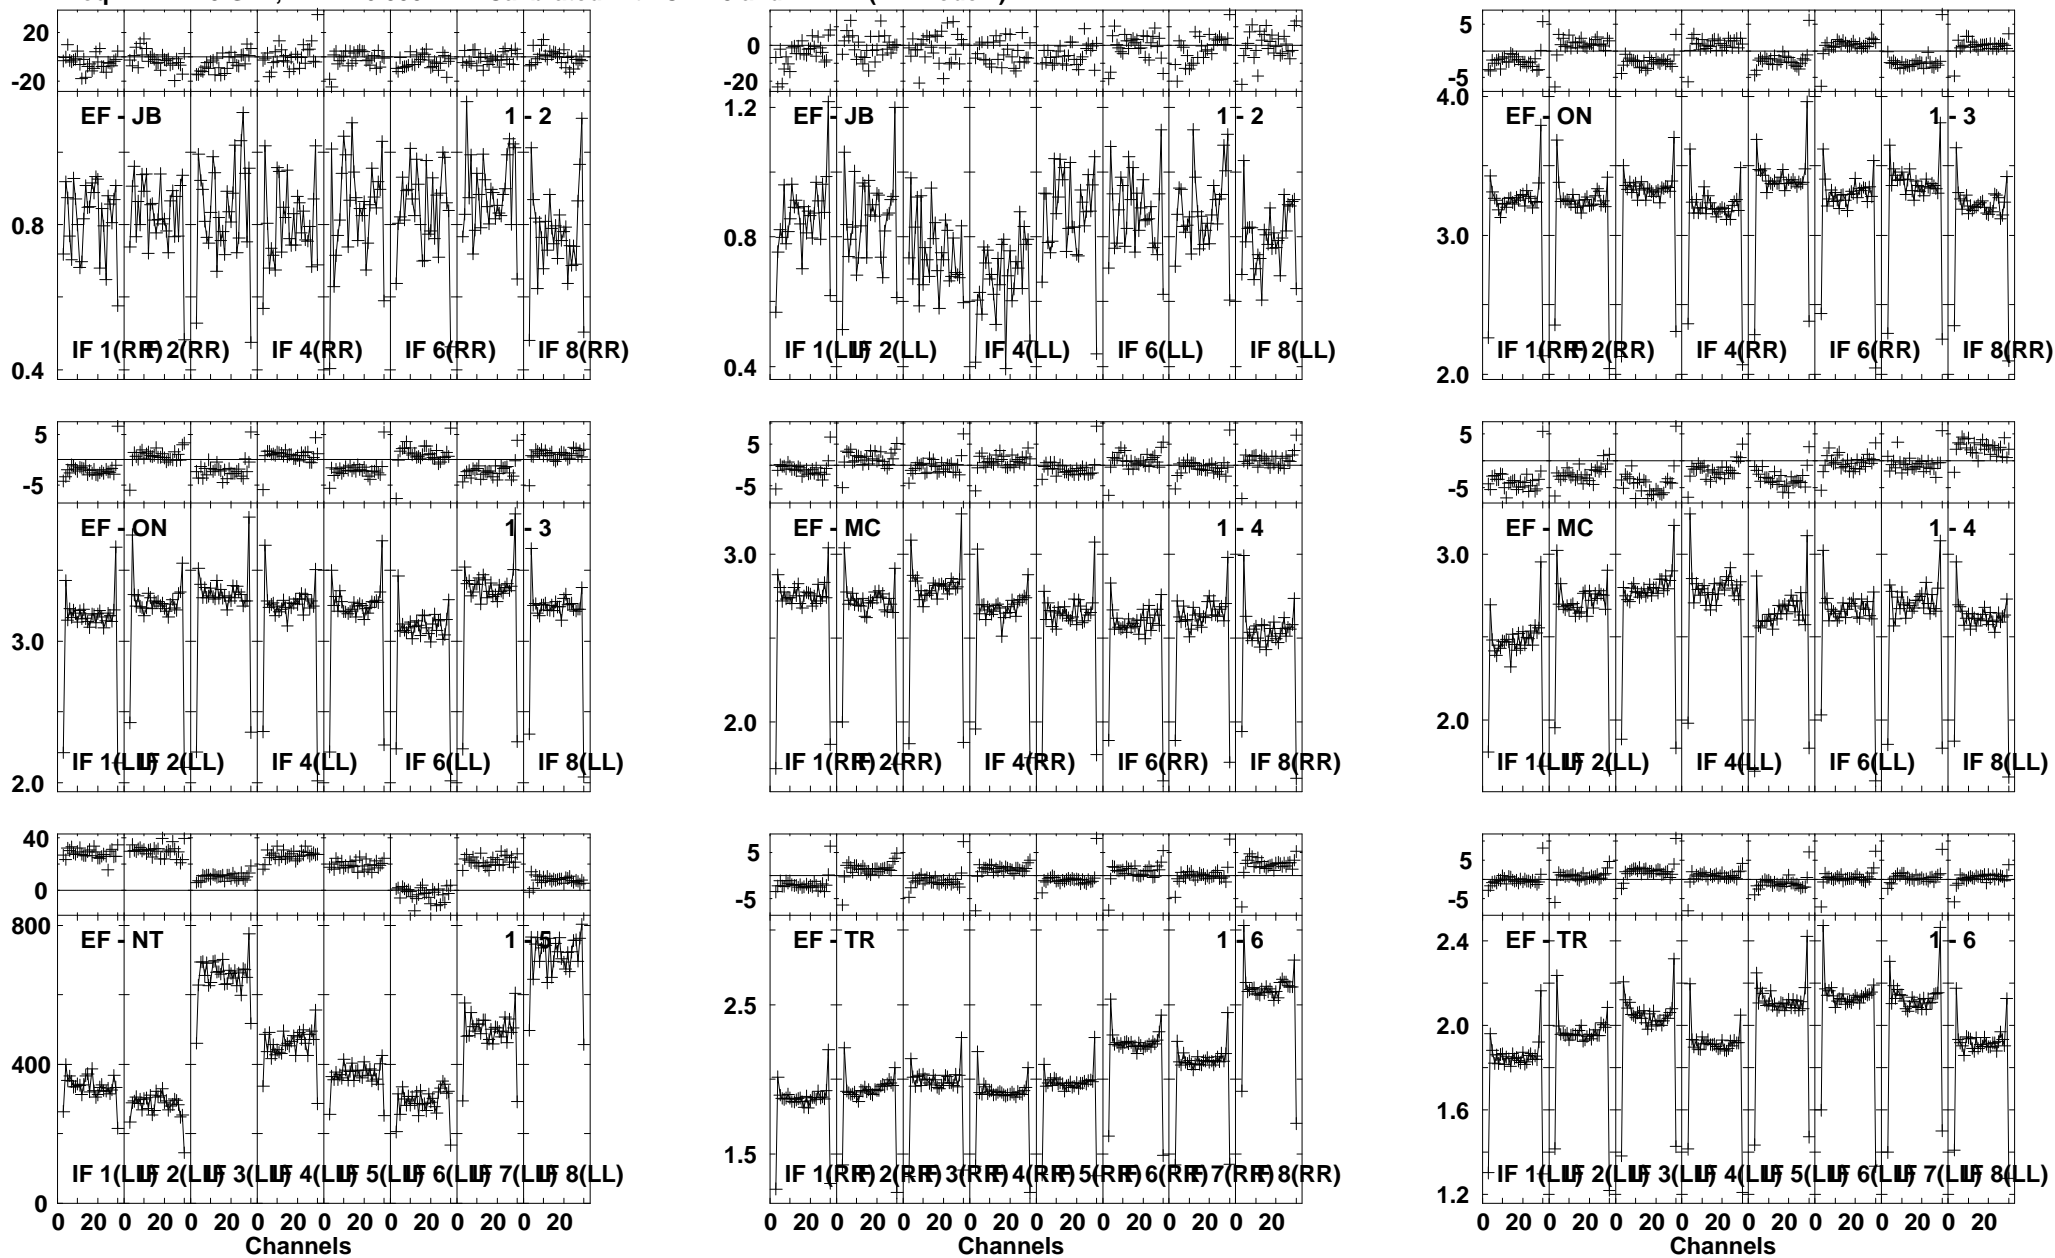 20
-20
EF - JB
1 - 2
0.8
0.4
IF 1(RR)
IF 2(RR)
IF 4(RR)
IF 6(RR)
IF 8(RR)
0
-20
1.2
EF - JB
1 - 2
0.8
0.4
IF 1(LL)
IF 2(LL)
IF 4(LL)
IF 6(LL)
IF 8(LL)
5
-5
4.0
EF - ON
1 - 3
3.0
2.0
IF 1(RR)
IF 2(RR)
IF 4(RR)
IF 6(RR)
IF 8(RR)
5
-5
EF - ON
1 - 3
3.0
2.0
IF 1(LL)
IF 2(LL)
IF 4(LL)
IF 6(LL)
IF 8(LL)
5
-5
EF - MC
1 - 4
3.0
2.0
IF 1(RR)
IF 2(RR)
IF 4(RR)
IF 6(RR)
IF 8(RR)
5
-5
EF - MC
1 - 4
3.0
2.0
IF 1(LL)
IF 2(LL)
IF 4(LL)
IF 6(LL)
IF 8(LL)
40
0
800
EF - NT
1 - 5
400
0
IF 1(LL)
IF 2(LL)
IF 3(LL)
IF 4(LL)
IF 5(LL)
IF 6(LL)
IF 7(LL)
IF 8(LL)
0 20 0 20 0 20 0 20 0 20 0 20 0 20 0 20
Channels
5
-5
EF - TR
1 - 6
2.5
1.5
IF 1(RR)
IF 2(RR)
IF 3(RR)
IF 4(RR)
IF 5(RR)
IF 6(RR)
IF 7(RR)
IF 8(RR)
0 20 0 20 0 20 0 20 0 20 0 20 0 20 0 20
Channels
5
-5
EF - TR
1 - 6
2.4
2.0
1.6
1.2
IF 1(LL)
IF 2(LL)
IF 3(LL)
IF 4(LL)
IF 5(LL)
IF 6(LL)
IF 7(LL)
IF 8(LL)
0 20 0 20 0 20 0 20 0 20 0 20 0 20 0 20
Channels